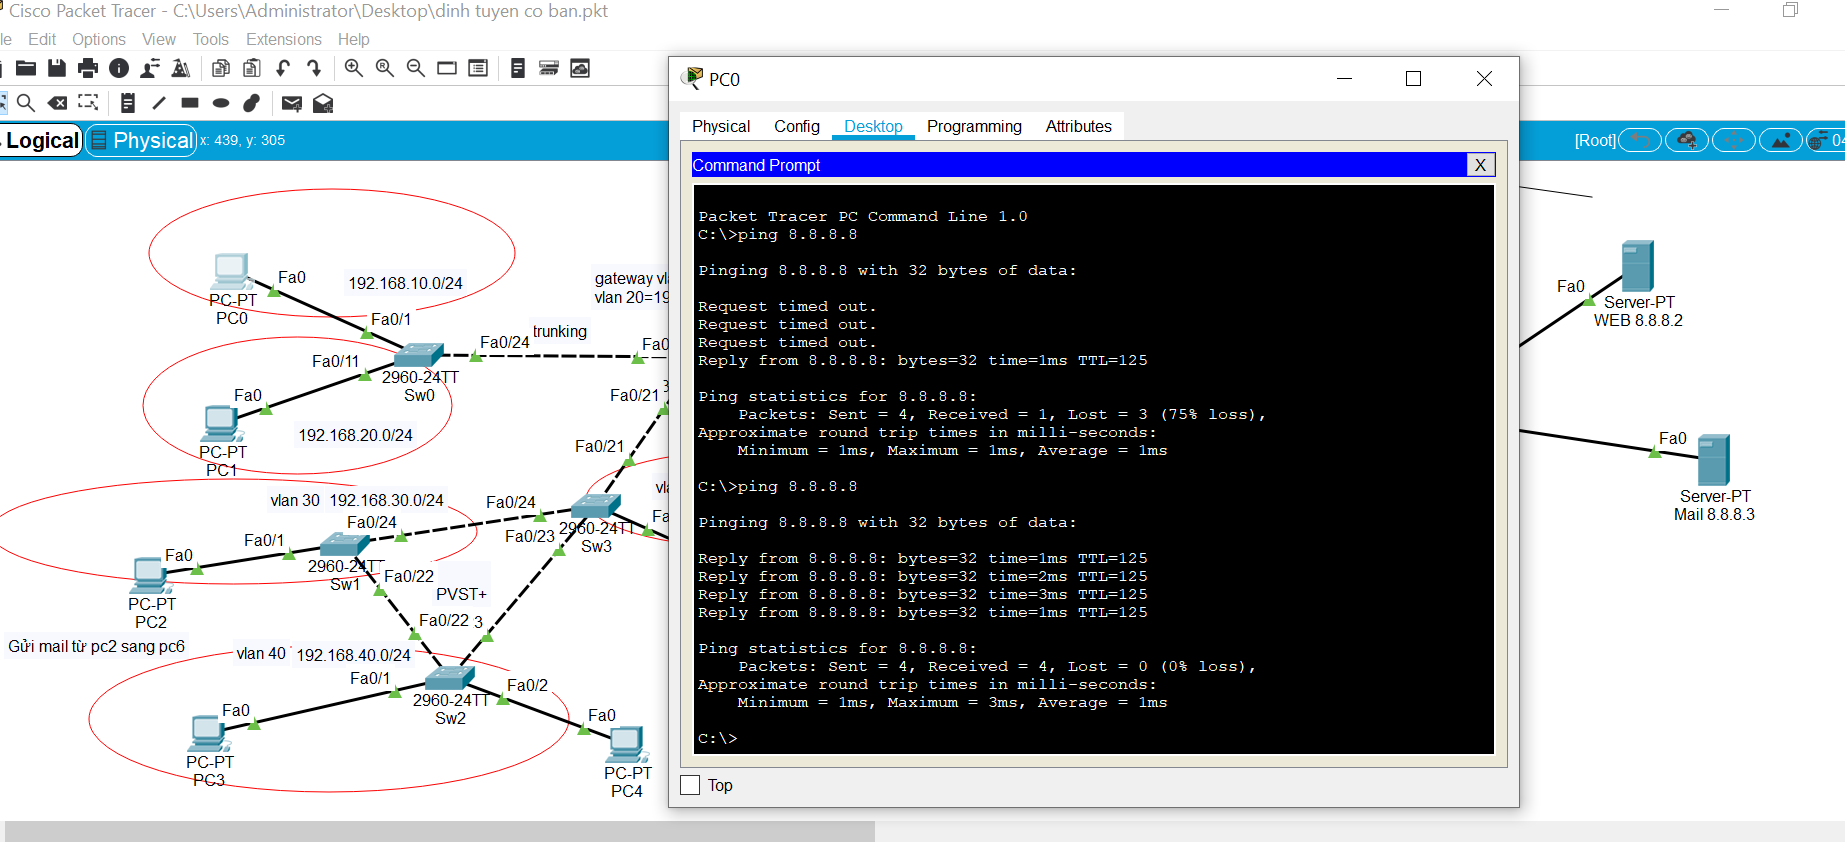 Cisco Packet Tracer - C:\Users\Administrator\Desktop\dinh tuyen co ban.pkt
Edit Options View Tools Extensions Help
Logical Physical x: 439, y: 305
[Root]
PC0
Physical Config Desktop Programming Attributes
Command Prompt
X
Packet Tracer PC Command Line 1.0
C:\>ping 8.8.8.8
Pinging 8.8.8.8 with 32 bytes of data:
Request timed out.
Request timed out.
Request timed out.
Reply from 8.8.8.8: bytes=32 time=1ms TTL=125
Ping statistics for 8.8.8.8:
Packets: Sent = 4, Received = 1, Lost = 3 (75% loss),
Approximate round trip times in milli-seconds:
Minimum = 1ms, Maximum = 1ms, Average = 1ms
C:\>ping 8.8.8.8
Pinging 8.8.8.8 with 32 bytes of data:
Reply from 8.8.8.8: bytes=32 time=1ms TTL=125
Reply from 8.8.8.8: bytes=32 time=2ms TTL=125
Reply from 8.8.8.8: bytes=32 time=3ms TTL=125
Reply from 8.8.8.8: bytes=32 time=1ms TTL=125
Ping statistics for 8.8.8.8:
Packets: Sent = 4, Received = 4, Lost = 0 (0% loss),
Approximate round trip times in milli-seconds:
Minimum = 1ms, Maximum = 3ms, Average = 1ms
C:\>
Top
Fa0
PC-PT
PC0
192.168.10.0/24
gateway
vlan 20=19
Fa0/1
trunking
Fa0/24
Fa0
Fa0/11
2960-24TT
Sw0
Fa0
Fa0/21
192.168.20.0/24
PC-PT
PC1
Fa0/21
vlan 30 192.168.30.0/24
Fa0/24
Fa0/24
Fa0/1
Fa0/23
2960-24TT
Sw3
Fa0
2960-24TT
Sw1
Fa0/22
PVST+
PC-PT
PC2
Fa0/22
3
Gửi mail từ pc2 sang pc6
vlan 40 192.168.40.0/24
Fa0/1
Fa0/2
2960-24TT
Sw2
Fa0
Fa0
PC-PT
PC3
PC-PT
PC4
Fa0
Server-PT
WEB 8.8.8.2
Fa0
Server-PT
Mail 8.8.8.3